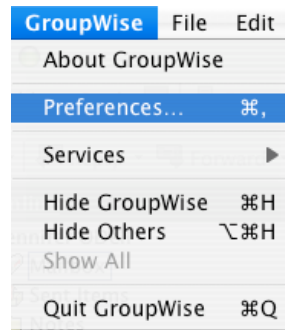 GroupWise File Edit
About GroupWise
Preferences... ⌘,
Services ▶
Hide GroupWise ⌘H
Hide Others ⌥⌘H
Show All
Quit GroupWise ⌘Q